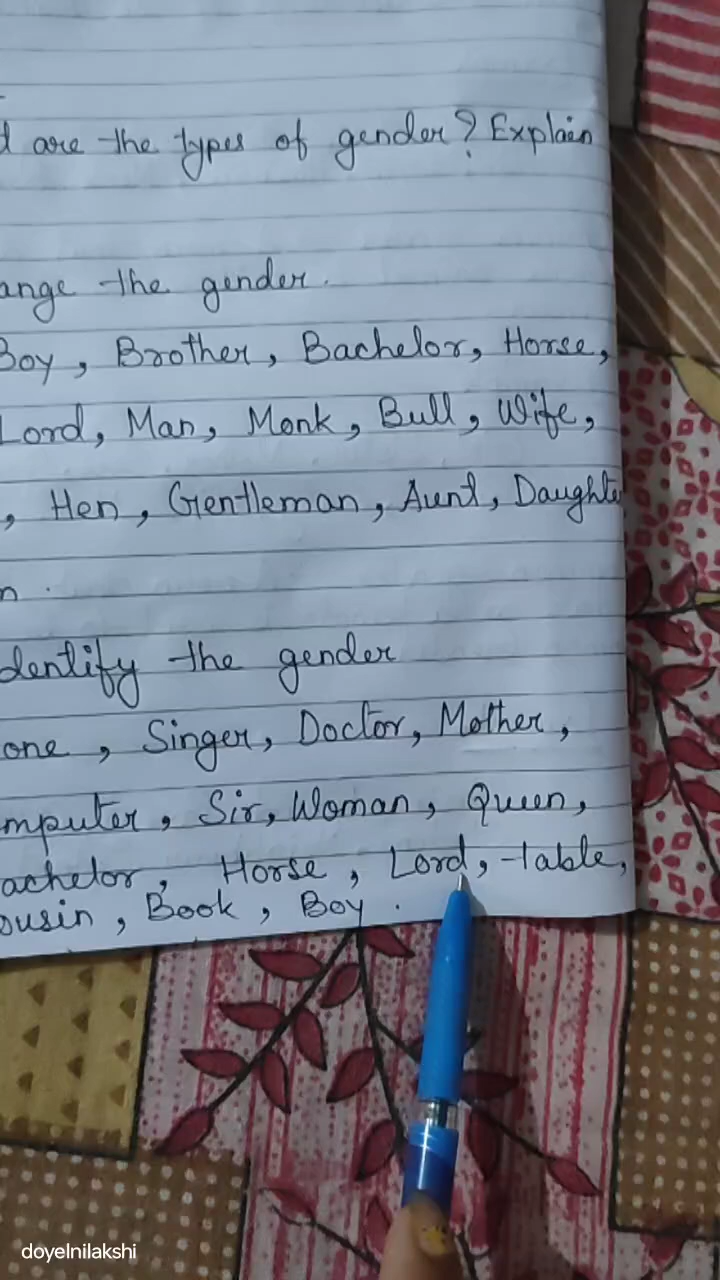 are the types of gender? Explain
ange the gender.
Boy, Brother, Bachelor, Horse,
Lord, Man, Monk, Bull, Wife,
, Hen, Gentleman, Aunt, Daughte
n.
dentify the gender
one, Singer, Doctor, Mother,
mputer, Sir, Woman, Queen,
achelor, Horse, Lord, table,
ousin, Book, Boy.
doyelnilakshi